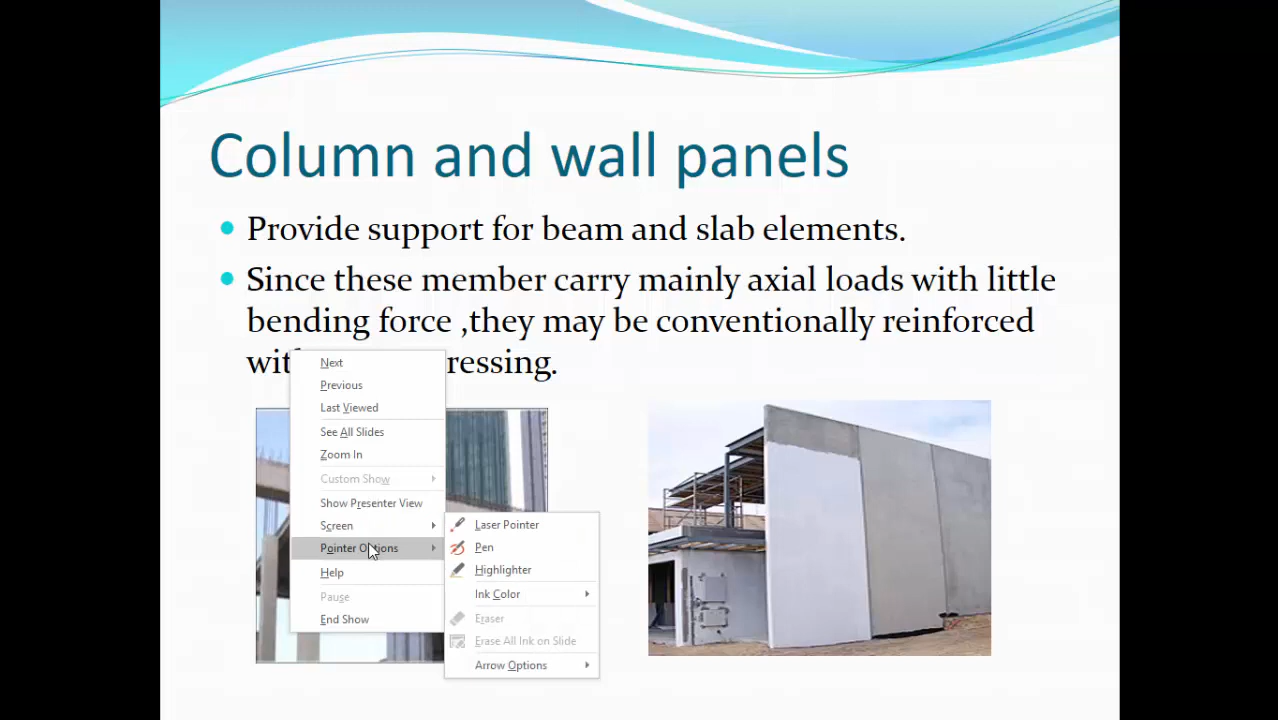 Column and wall panels
Provide support for beam and slab elements.
Since these member carry mainly axial loads with little
bending force ,they may be conventionally reinforced
ressing.
Next
Previous
Last Viewed
See All Slides
Zoom In
Custom Show
Show Presenter View
Screen
Pointer Options
Help
Pause
End Show
Laser Pointer
Pen
Highlighter
Ink Color
Eraser
Erase All Ink on Slide
Arrow Options